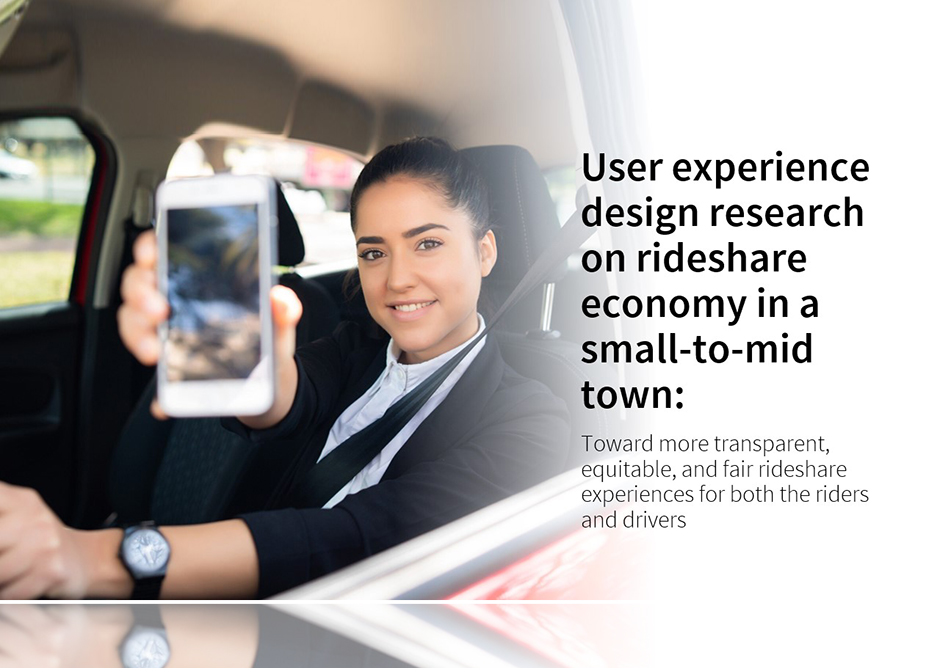 User experience
design research
on rideshare
economy in a
small-to-mid
town:
Toward more transparent,
equitable, and fair rideshare
experiences for both the riders
and drivers